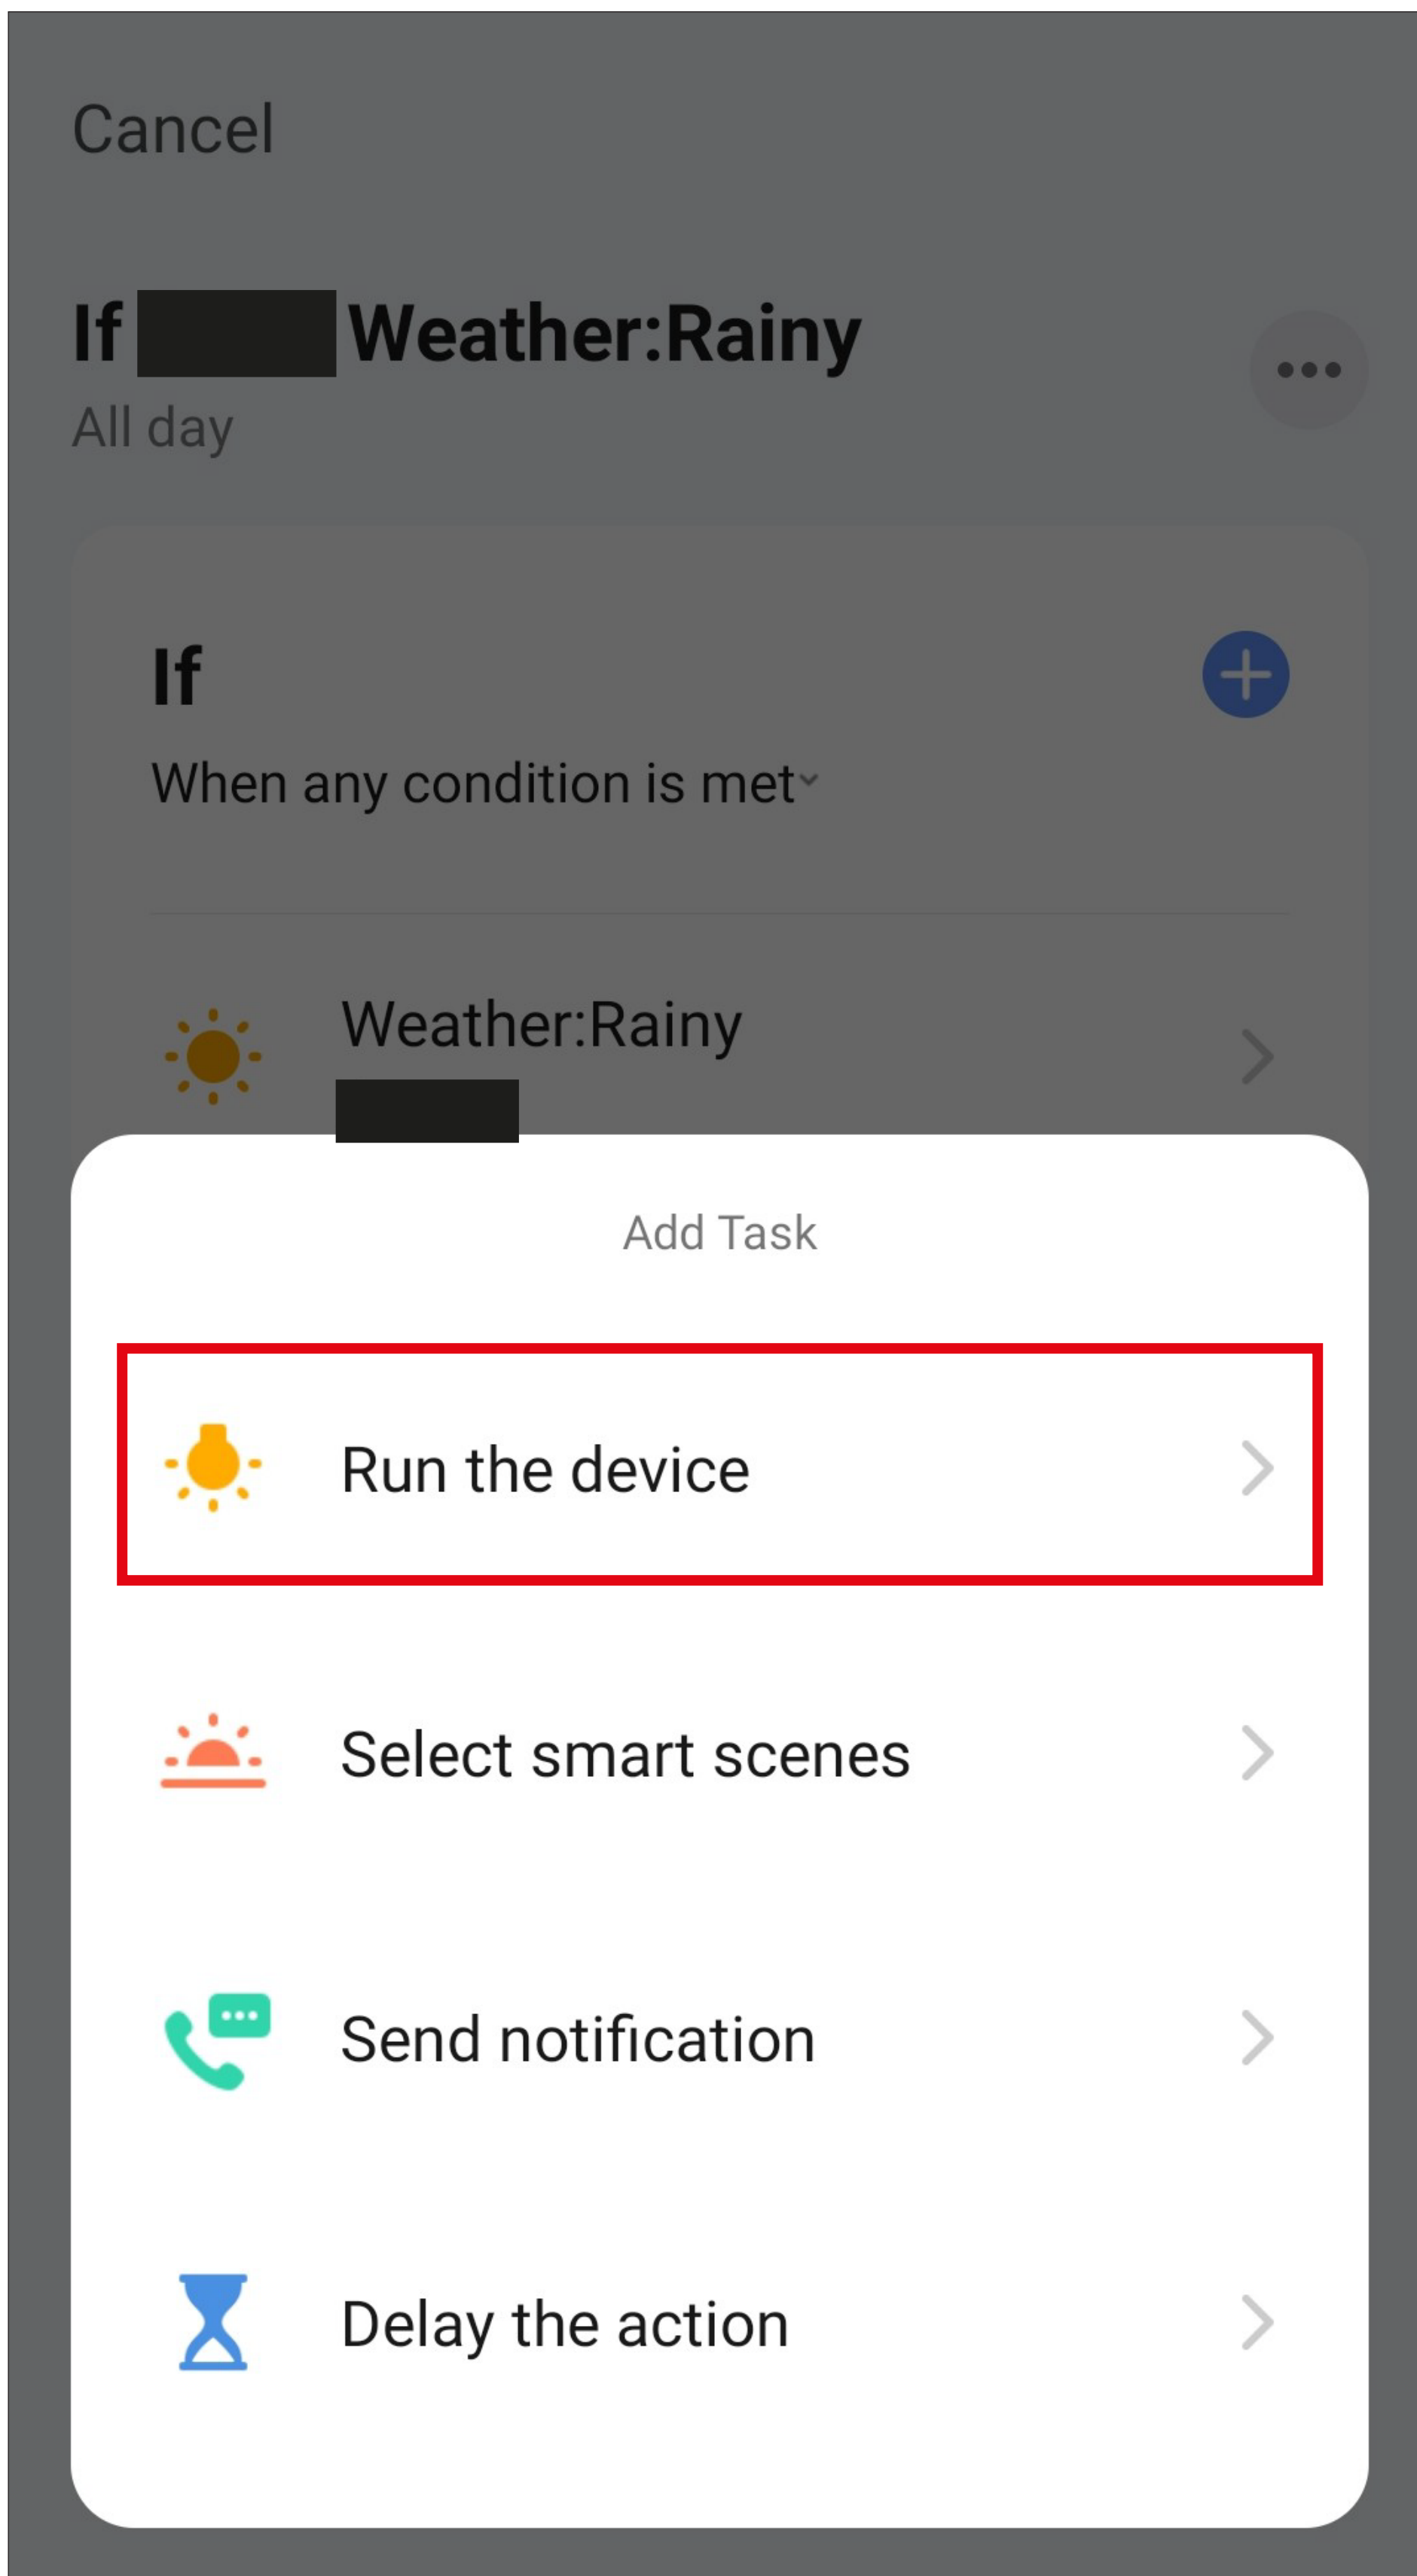 Cancel
If Weather:Rainy
All day
If
When any condition is met
Weather:Rainy
Add Task
Run the device
Select smart scenes
Send notification
Delay the action